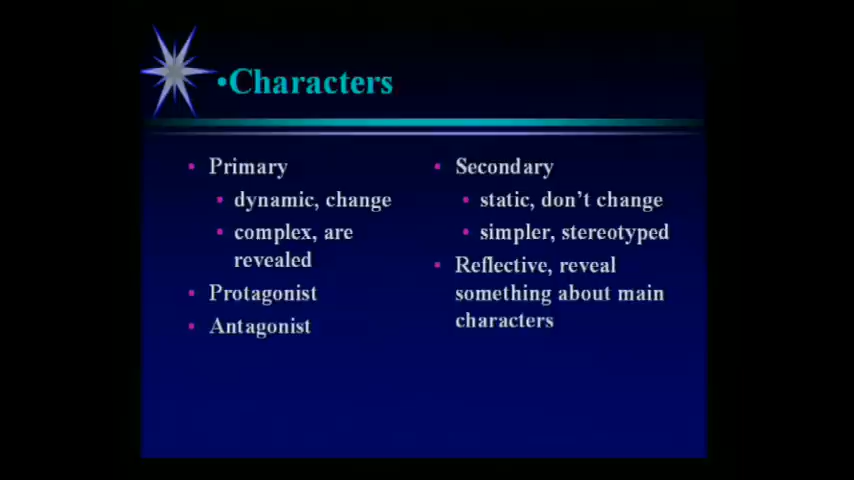 •Characters
▪ Primary
▪ dynamic, change
▪ complex, are
revealed
▪ Protagonist
▪ Antagonist
▪ Secondary
▪ static, don't change
▪ simpler, stereotyped
▪ Reflective, reveal
something about main
characters